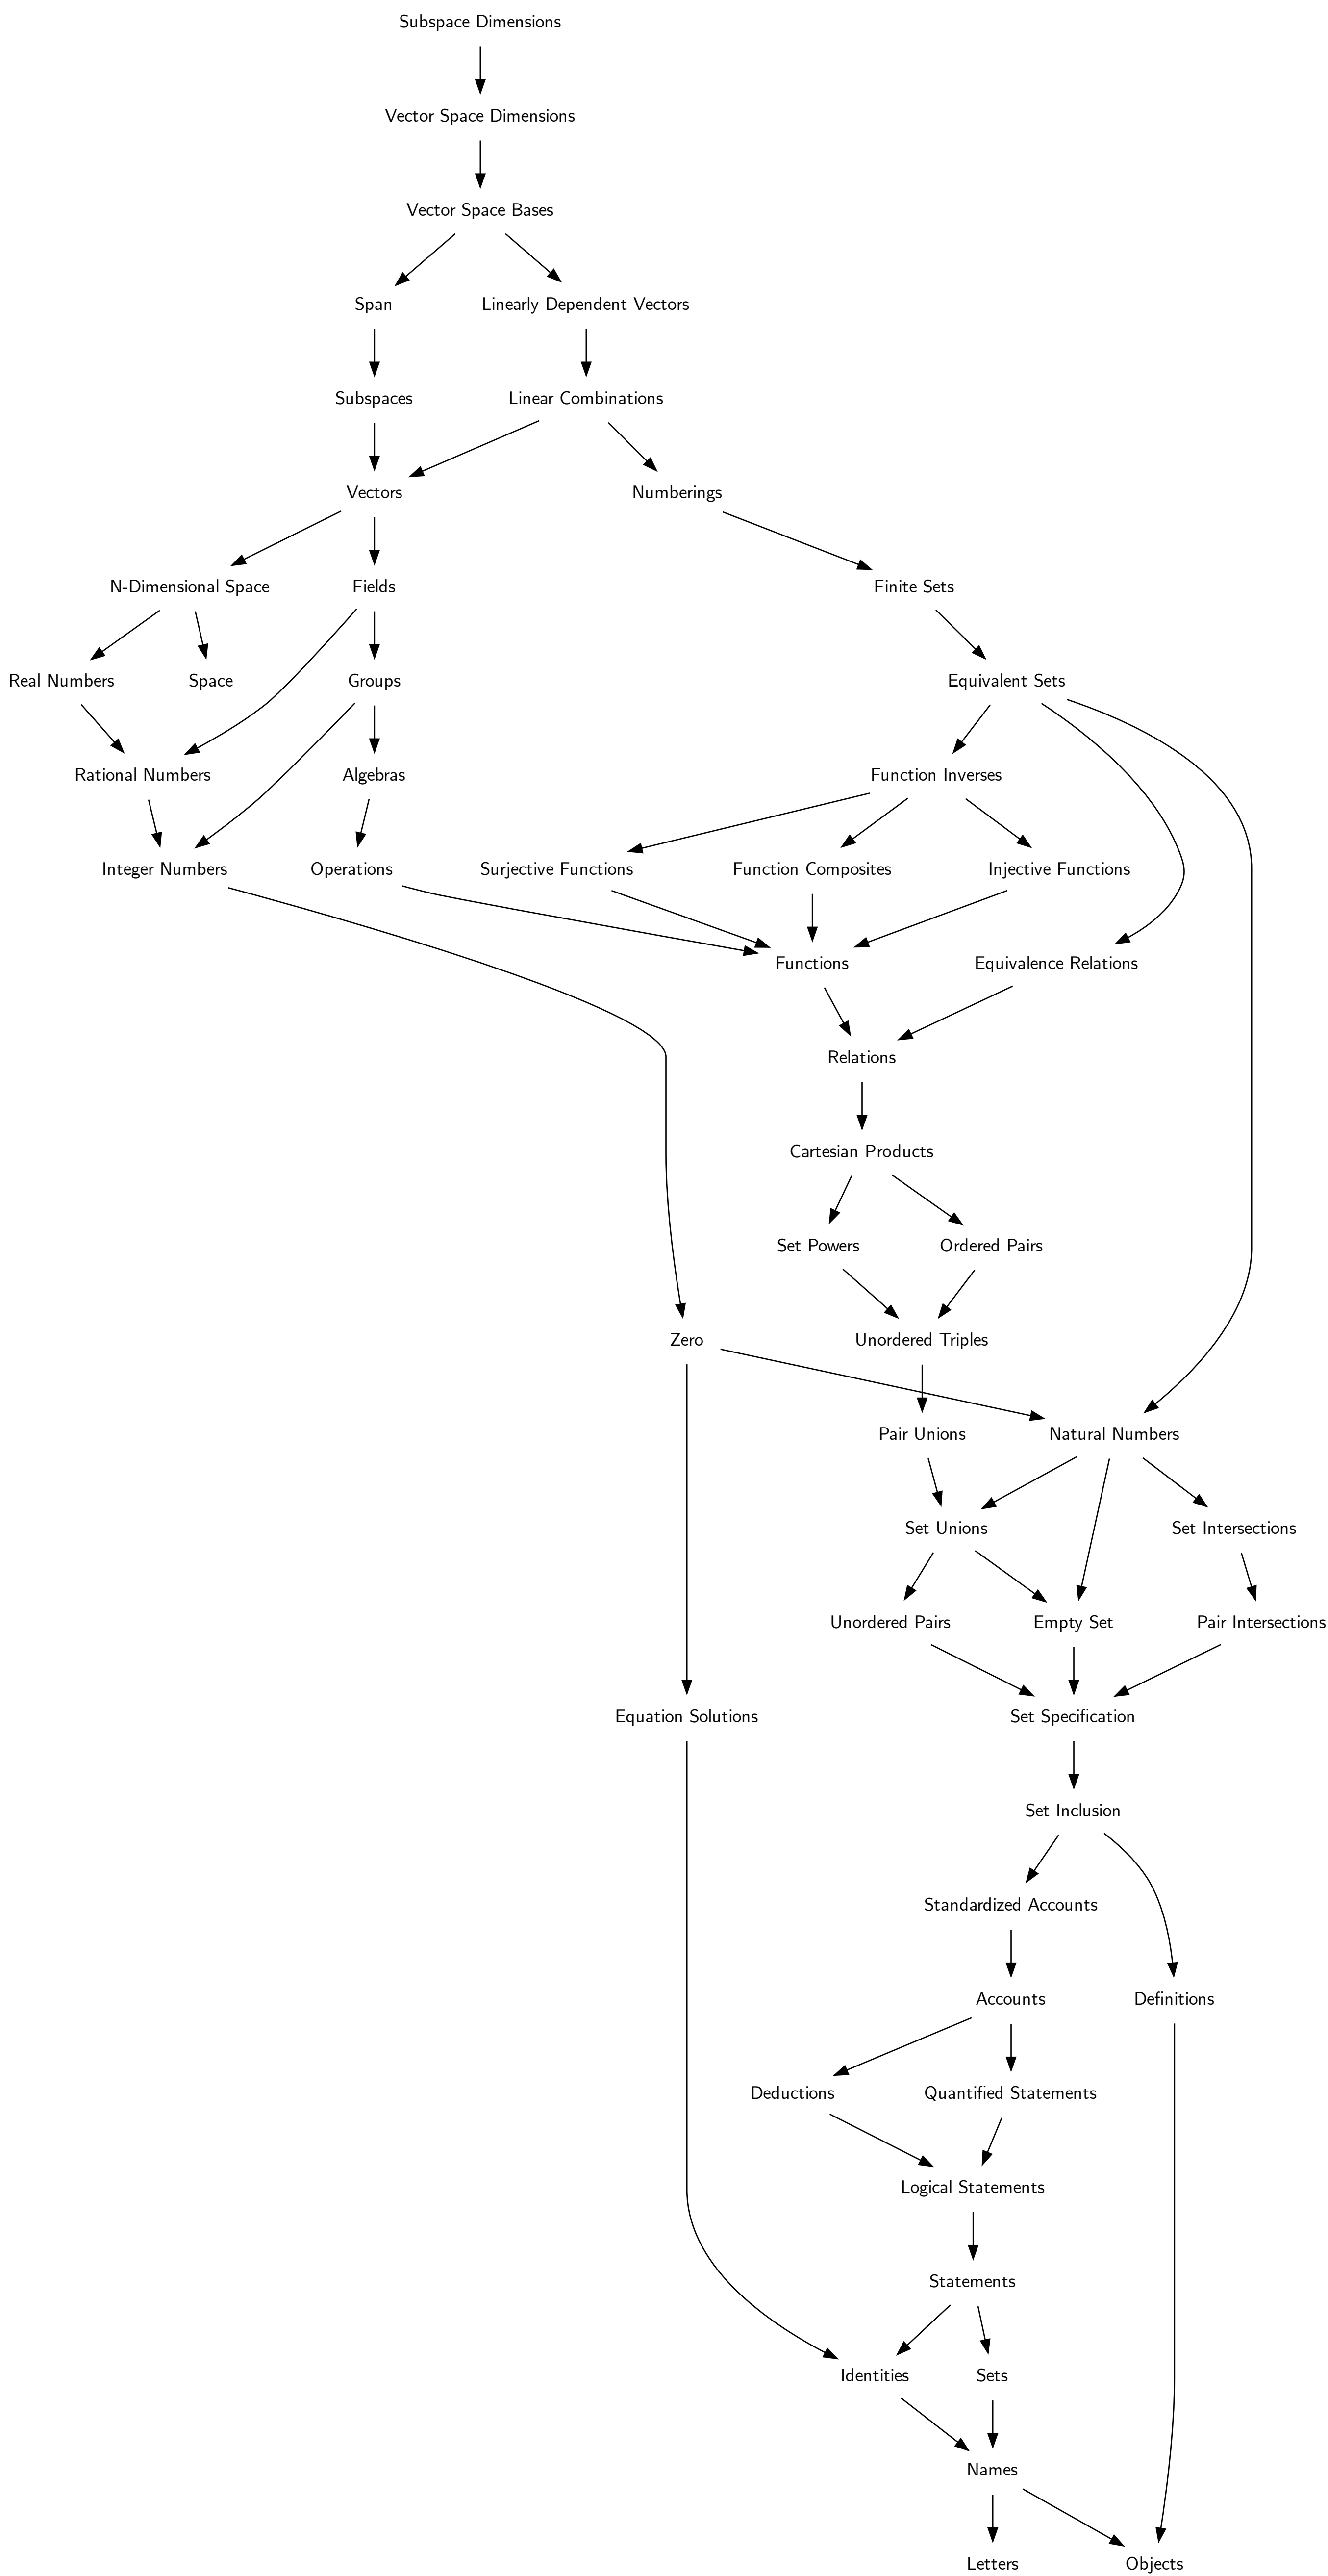 Subspace Dimensions
Vector Space Dimensions
Vector Space Bases
Span
Linearly Dependent Vectors
Subspaces
Linear Combinations
Vectors
Numberings
N-Dimensional Space
Fields
Finite Sets
Real Numbers
Space
Groups
Equivalent Sets
Rational Numbers
Algebras
Function Inverses
Integer Numbers
Operations
Surjective Functions
Function Composites
Injective Functions
Functions
Equivalence Relations
Relations
Cartesian Products
Set Powers
Ordered Pairs
Zero
Unordered Triples
Pair Unions
Natural Numbers
Set Unions
Set Intersections
Unordered Pairs
Empty Set
Pair Intersections
Equation Solutions
Set Specification
Set Inclusion
Standardized Accounts
Accounts
Definitions
Deductions
Quantified Statements
Logical Statements
Statements
Identities
Sets
Names
Letters
Objects